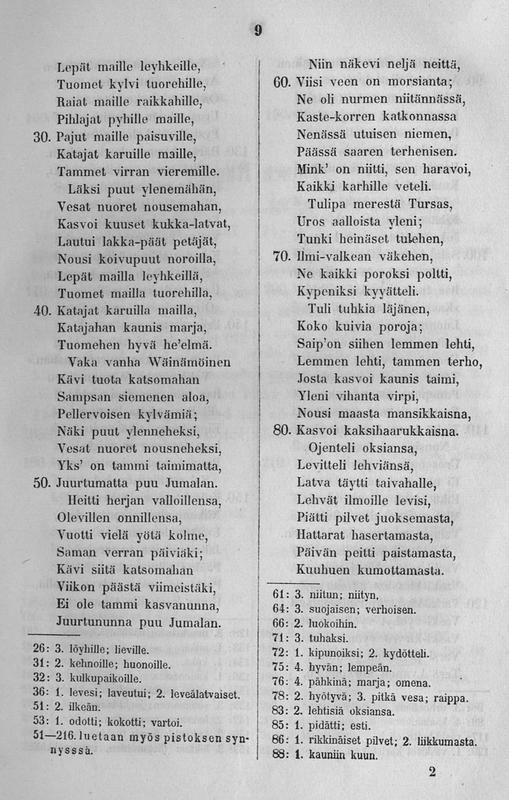 9
Lepät maille leyhkeille,
Tuomet kylvi tuorehille,
Raiat maille raikkahille,
Pihlajat pyhille maille,
30. Pajut maille paisuville,
Katajat karuille maille,
Tammet virran vieremille.
Läksi puut ylenemähän,
Vesat nuoret nousemahan,
Kasvoi kuuset kukka-latvat,
Lautui lakka-päät petäjät,
Nousi koivupuut noroilla,
Lepät mailla leyhkeillä,
Tuomet mailla tuorehilla,
40. Katajat karuilla mailla,
Katajahan kaunis marja,
Tuomehen hyvä he'elmä.
Vaka vanha Wäinämöinen
Kävi tuota katsomahan
Sampsan siemenen aloa,
Pellervoisen kylvämiä;
Näki puut ylenneheksi,
Vesat nuoret nousneheksi,
Yks' on tammi taimimatta,
50. Juurtumatta puu Jumalan.
Heitti herjan valloillensa,
Olevillen onnillensa,
Vuotti vielä yötä kolme,
Saman verran päiviäki;
Kävi siitä katsomahan
Viikon päästä viimeistäki,
Ei ole tammi kasvanunna,
Juurtununna puu Jumalan.
26: 3. löyhille; lieville.
31: 2. kehnoille; huonoille.
32: 3. kulkupaikoille.
36: 1. levesi; laveutui; 2. leveälatvaiset.
51: 2. ilkeän.
53: 1. odotti; kokotti; vartoi.
51—216. luetaan myös pistoksen syn-
nysssä.
Niin näkevi neljä neittä,
60. Viisi veen on morsianta;
Ne oli nurmen niitännässä,
Kaste-korren katkonnassa
Nenässä utuisen niemen,
Päässä saaren terhenisen.
Mink' on niitti, sen haravoi,
Kaikki karhille veteli.
Tulipa merestä Tursas,
Uros aalloista yleni;
Tunki heinäset tulehen,
70. Ilmi-valkean väkehen,
Ne kaikki poroksi poltti,
Kypeniksi kyyätteli.
Tuli tuhkia läjänen,
Koko kuivia poroja;
Saip'on siihen lemmen lehti,
Lemmen lehti, tammen terho,
Josta kasvoi kaunis taimi,
Yleni vihanta virpi,
Nousi maasta mansikkaisna,
80. Kasvoi kaksihaarukkaisna.
Ojenteli oksiansa,
Levitteli lehviänsä,
Latva täytti taivahalle,
Lehvät ilmoille levisi,
Piätti pilvet juoksemasta,
Hattarat hasertamasta,
Päivän peitti paistamasta,
Kuuhuen kumottamasta.
61: 3. niitun; niityn.
64: 3. suojaisen; verhoisen.
66: 2. luokoihin.
71: 3. tuhaksi.
72: 1. kipunoiksi; 2. kydötteli.
75: 4. hyvän; lempeän.
76: 4. pähkinä; marja; omena.
78: 2. hyötyvä; 3. pitkä vesa; raippa.
83: 2. lehtisiä oksiansa.
85: 1. pidätti; esti.
86: 1. rikkinäiset pilvet; 2. liikkumasta.
88: 1. kauniin kuun.
2